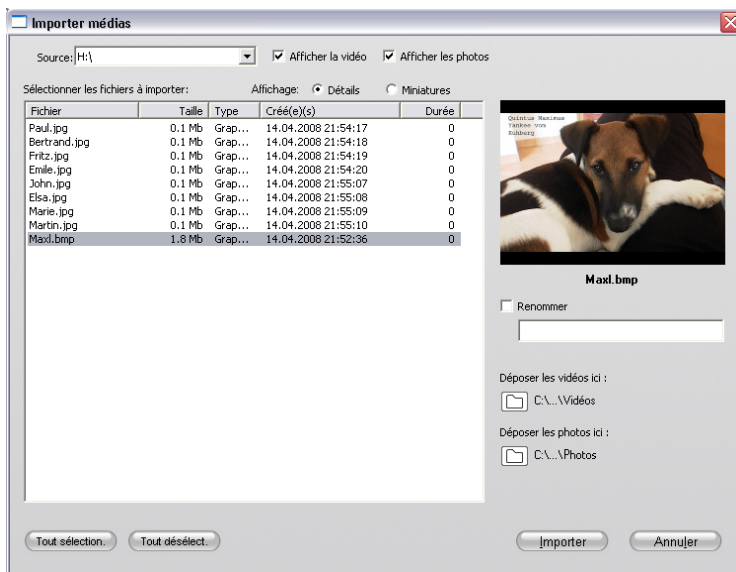 Importer médias
Source: H:\ Afficher la vidéo Afficher les photos
Sélectionner les fichiers à importer: Affichage: Détails Miniatures
Fichier Taille Type Créé(e)(s) Durée
Paul.jpg 0.1 Mb Grap... 14.04.2008 21:54:17 0
Bertrand.jpg 0.1 Mb Grap... 14.04.2008 21:54:18 0
Fritz.jpg 0.1 Mb Grap... 14.04.2008 21:54:19 0
Emile.jpg 0.1 Mb Grap... 14.04.2008 21:54:20 0
John.jpg 0.1 Mb Grap... 14.04.2008 21:55:07 0
Elsa.jpg 0.1 Mb Grap... 14.04.2008 21:55:08 0
Marie.jpg 0.1 Mb Grap... 14.04.2008 21:55:09 0
Martin.jpg 0.1 Mb Grap... 14.04.2008 21:55:10 0
Maxl.bmp 1.8 Mb Grap... 14.04.2008 21:52:36 0
Quintus Maximus
Yankee vom
Kuhberg
Maxl.bmp
Renommer
Déposer les vidéos ici :
C:\...\Vidéos
Déposer les photos ici :
C:\...\Photos
Tout sélection. Tout désélect. Importer Annuler